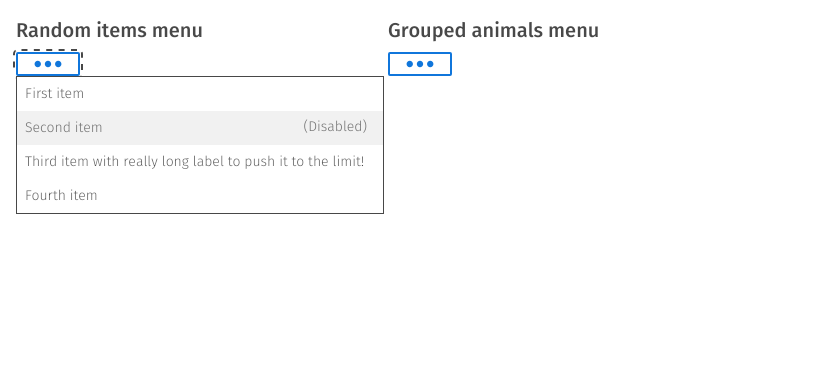 Random items menu
Grouped animals menu
First item
Second item (Disabled)
Third item with really long label to push it to the limit!
Fourth item